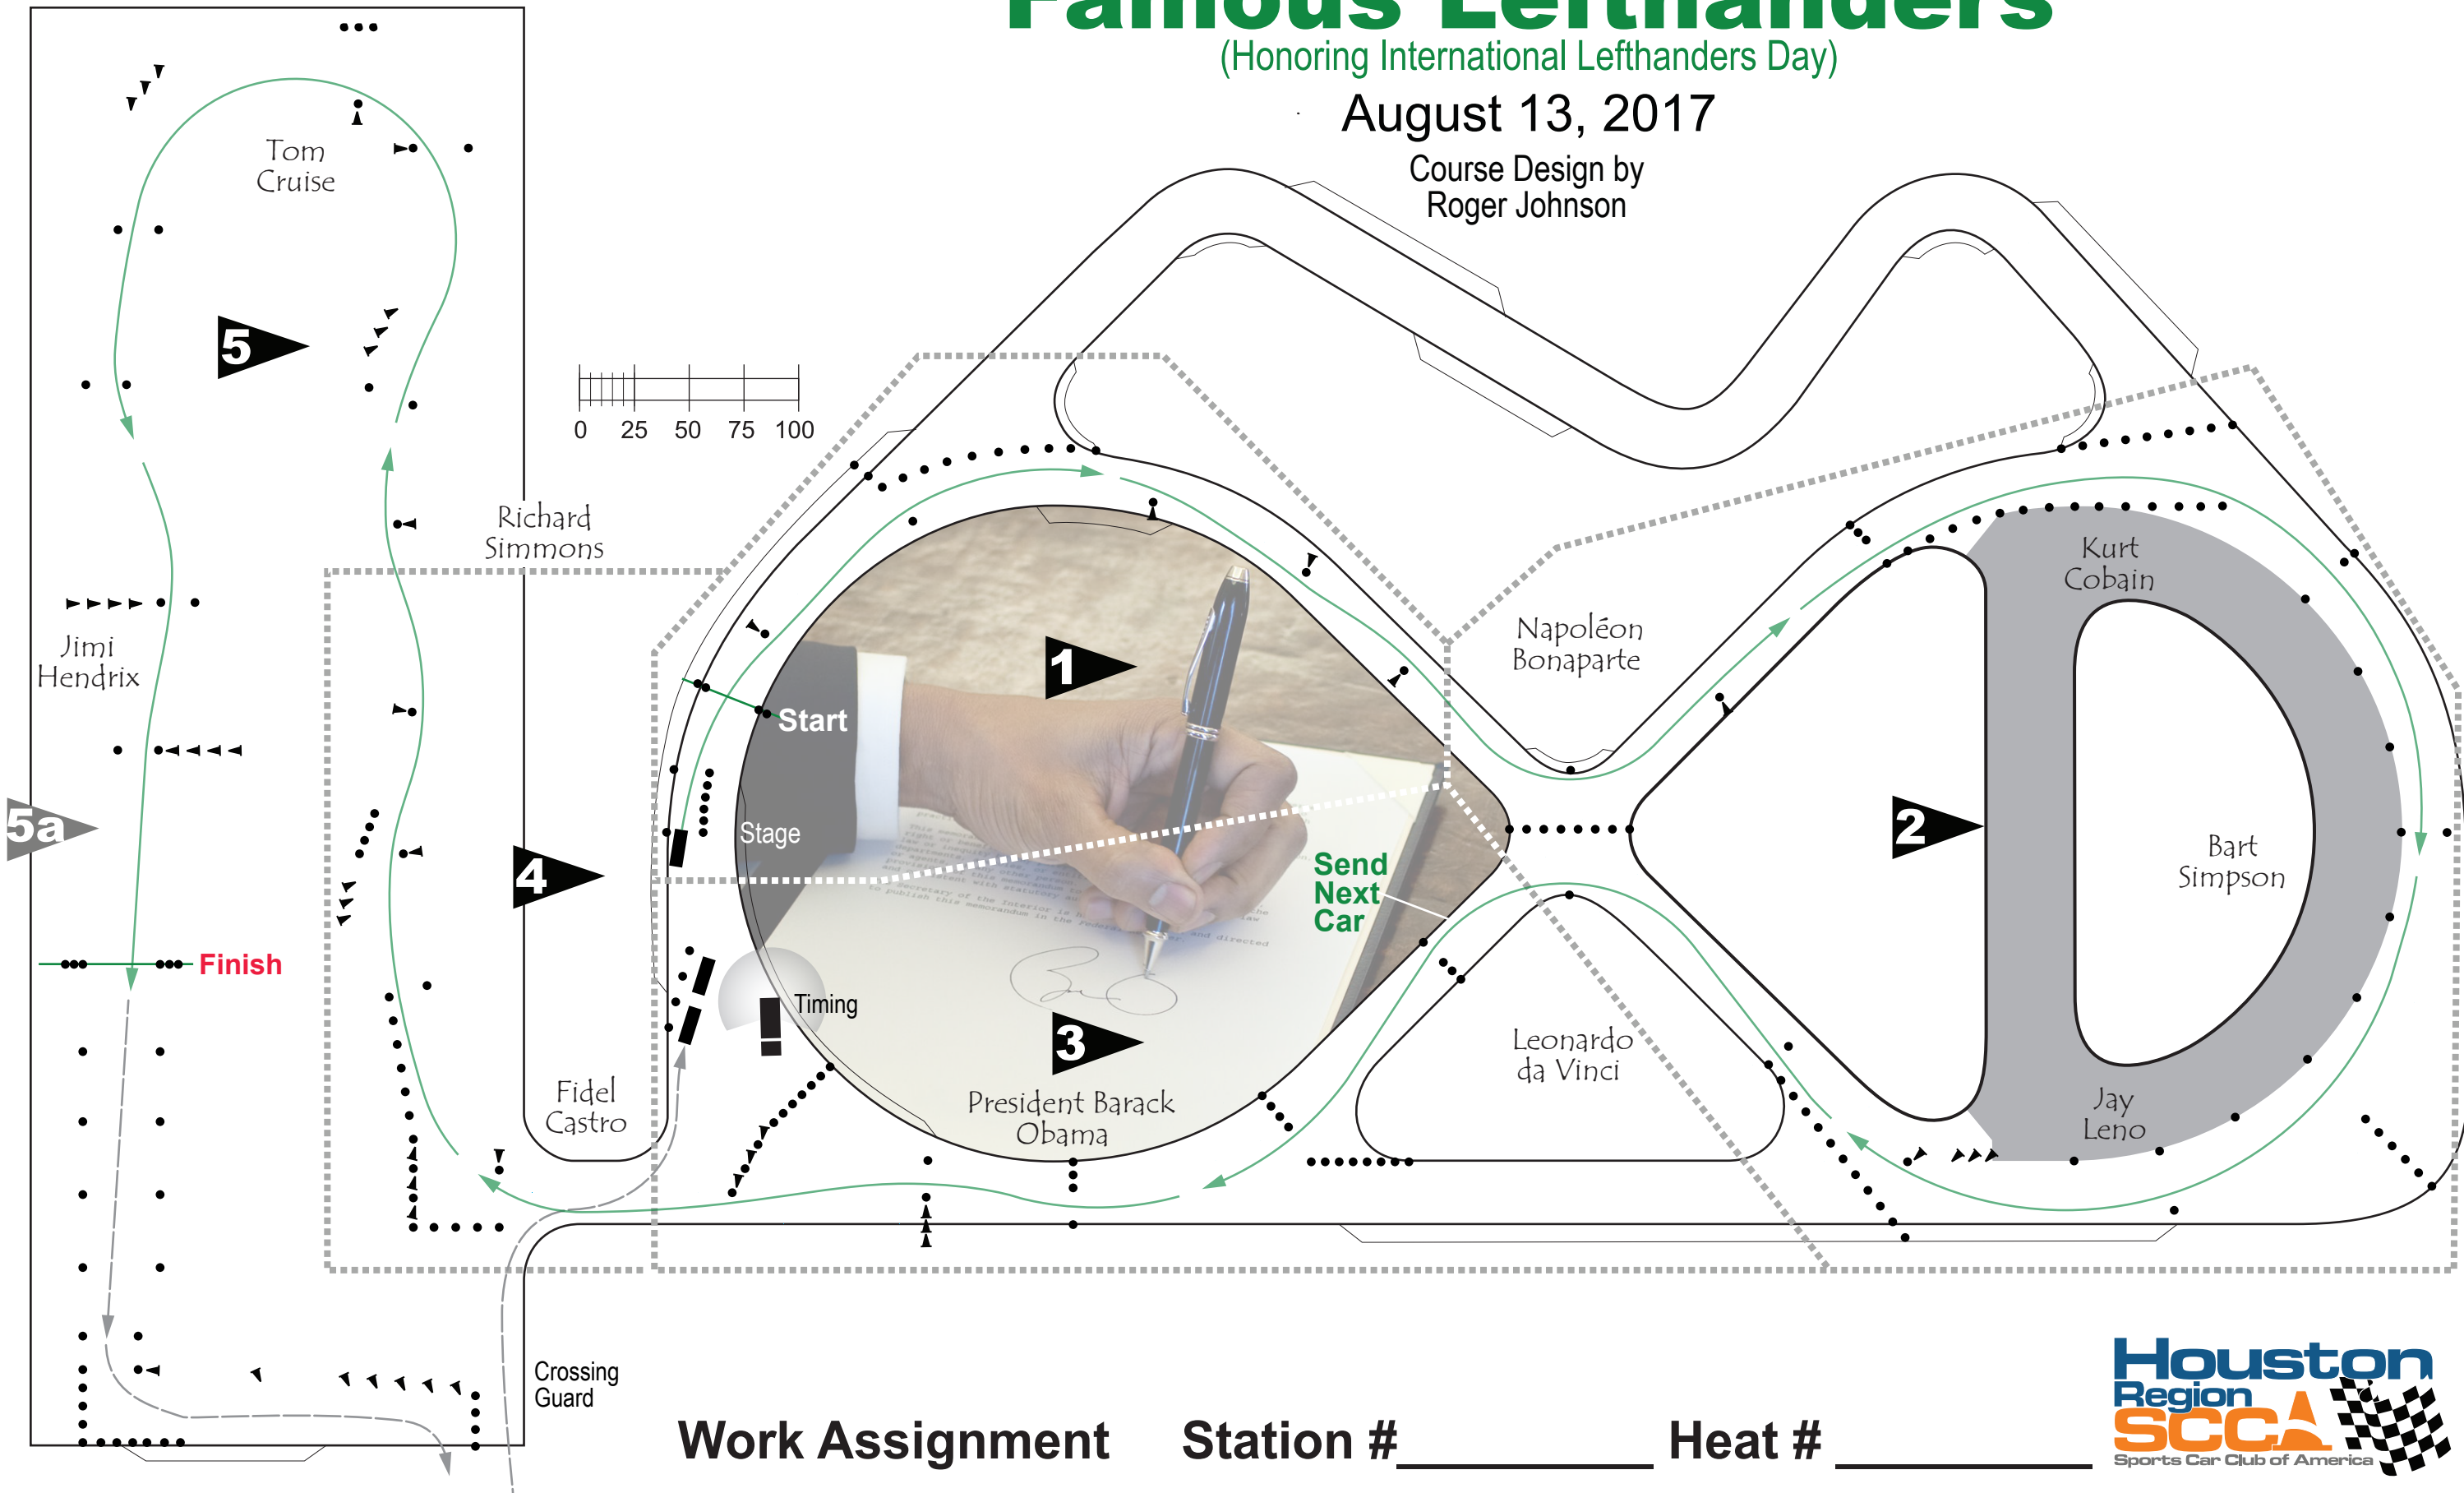 Famous Lefthanders
(Honoring International Lefthanders Day)
August 13, 2017
Course Design by
Roger Johnson
Tom
Cruise
5
0 25 50 75 100
Richard
Simmons
Jimi
Hendrix
5a
Finish
4
Start
Stage
1
Napoléon
Bonaparte
Kurt
Cobain
2
Bart
Simpson
Send
Next
Car
Timing
3
President Barack
Obama
Leonardo
da Vinci
Jay
Leno
Fidel
Castro
Crossing
Guard
Work Assignment Station # Heat #
Houston
Region
SCCA
Sports Car Club of America